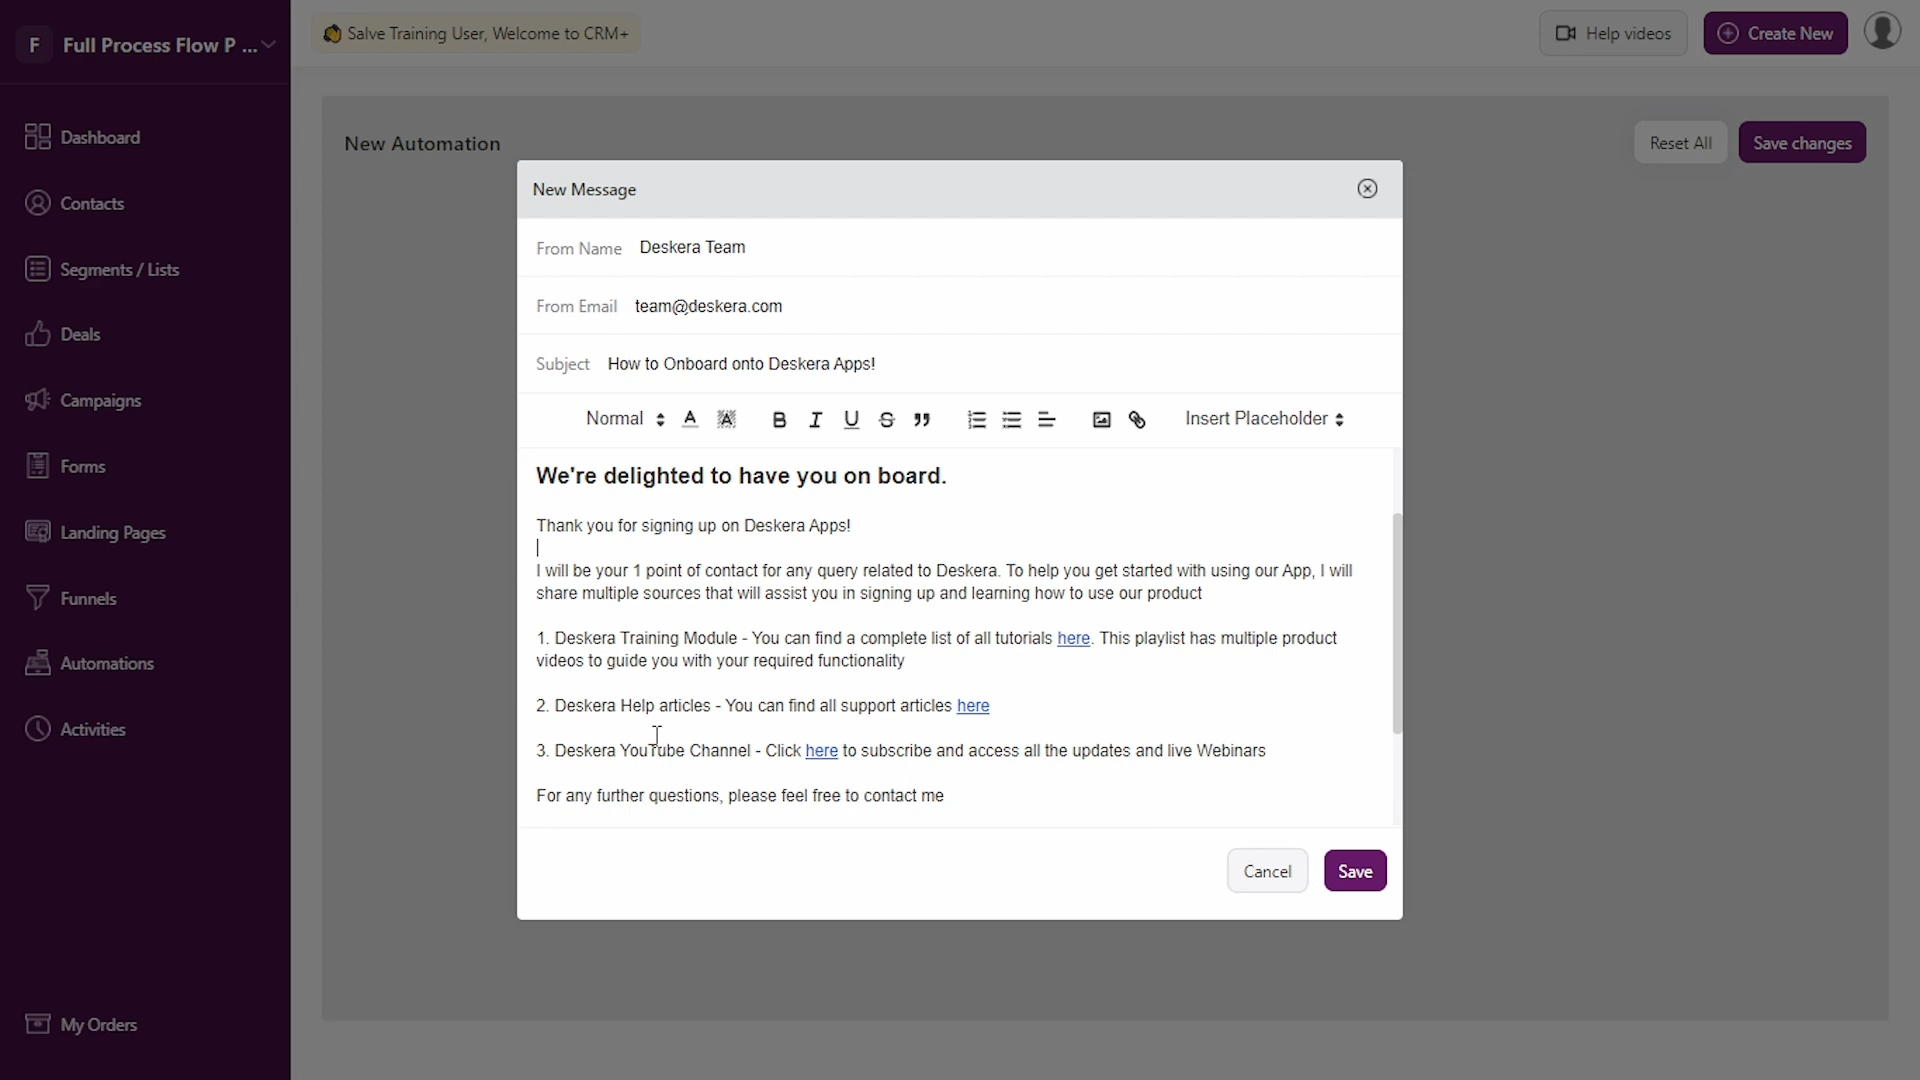 F Full Process Flow P ...
Salve Training User, Welcome to CRM+
Help videos
Create New
Dashboard
Contacts
Segments / Lists
Deals
Campaigns
Forms
Landing Pages
Funnels
Automations
Activities
My Orders
New Automation
Reset All
Save changes
New Message
From Name Deskera Team
From Email team@deskera.com
Subject How to Onboard onto Deskera Apps!
Normal
Insert Placeholder
We're delighted to have you on board.
Thank you for signing up on Deskera Apps!
I will be your 1 point of contact for any query related to Deskera. To help you get started with using our App, I will
share multiple sources that will assist you in signing up and learning how to use our product
1. Deskera Training Module - You can find a complete list of all tutorials here. This playlist has multiple product
videos to guide you with your required functionality
2. Deskera Help articles - You can find all support articles here
3. Deskera YouTube Channel - Click here to subscribe and access all the updates and live Webinars
For any further questions, please feel free to contact me
Cancel
Save